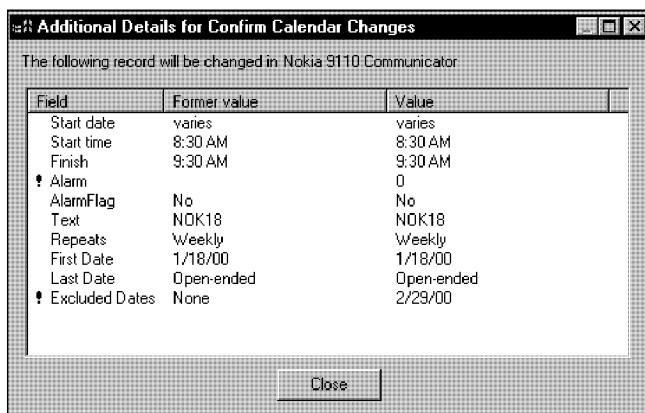 Additional Details for Confirm Calendar Changes
The following record will be changed in Nokia 9110 Communicator
Field Former value Value
Start date varies varies
Start time 8:30 AM 8:30 AM
Finish 9:30 AM 9:30 AM
! Alarm 0
AlarmFlag No No
Text NOK18 NOK18
Repeats Weekly Weekly
First Date 1/18/00 1/18/00
Last Date Open-ended Open-ended
! Excluded Dates None 2/29/00
Close